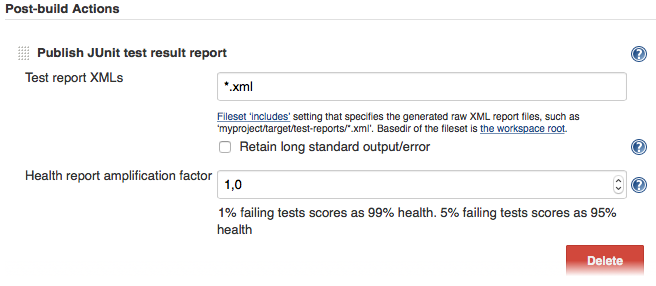 Post-build Actions
Publish JUnit test result report
?
Test report XMLs
*.xml
Fileset 'includes' setting that specifies the generated raw XML report files, such as
'myproject/target/test-reports/*.xml'. Basedir of the fileset is the workspace root.
Retain long standard output/error
?
Health report amplification factor
1,0
?
1% failing tests scores as 99% health. 5% failing tests scores as 95%
health
Delete